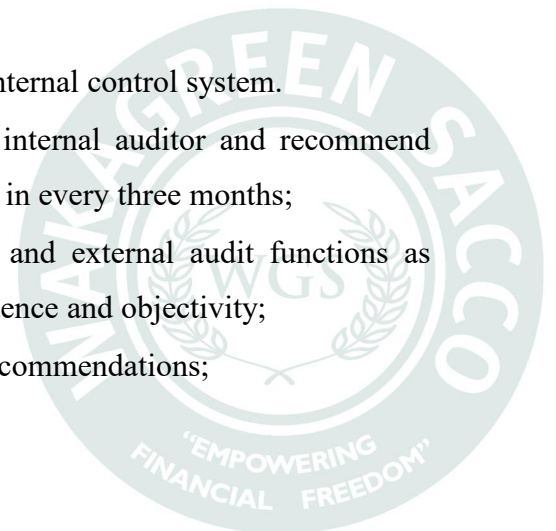 nternal control system.
internal auditor and recommend
in every three months;
and external audit functions as
ence and objectivity;
commendations;
WAKAGREEN SACCO
WGS
"EMPOWERING
FINANCIAL FREEDOM"